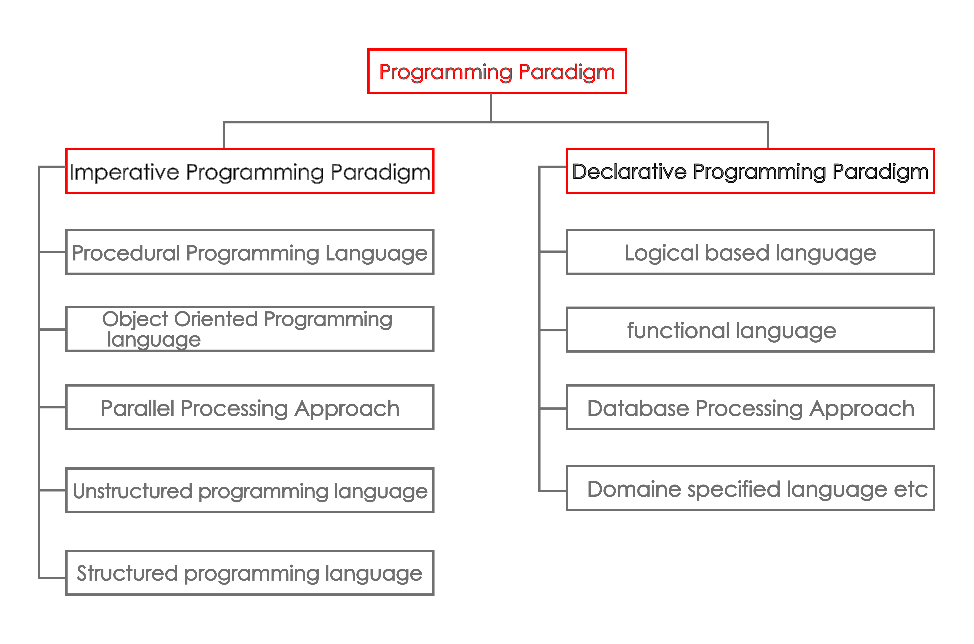 Programming Paradigm
Imperative Programming Paradigm
Procedural Programming Language
Object Oriented Programming
language
Parallel Processing Approach
Unstructured programming language
Structured programming language
Declarative Programming Paradigm
Logical based language
functional language
Database Processing Approach
Domaine specified language etc